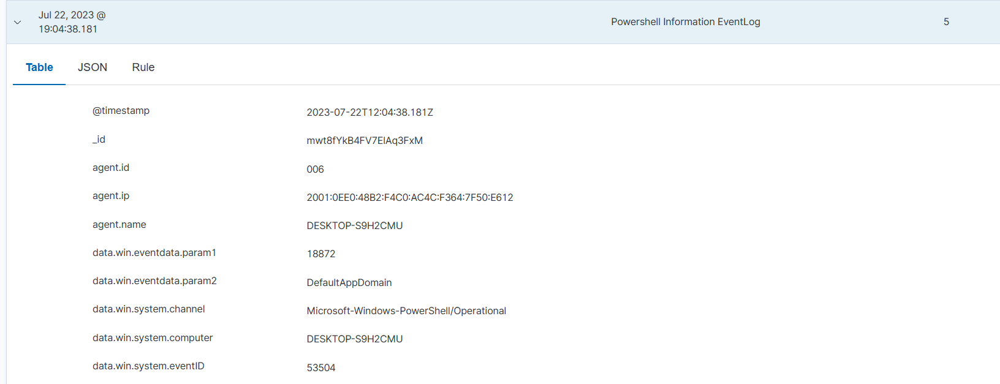 Jul 22, 2023 @
19:04:38.181
Powershell Information EventLog
5
Table
JSON
Rule
@timestamp 2023-07-22T12:04:38.181Z
_id mwt8fYkB4FV7ElAq3FxM
agent.id 006
agent.ip 2001:0EE0:48B2:F4C0:AC4C:F364:7F50:E612
agent.name DESKTOP-S9H2CMU
data.win.eventdata.param1 18872
data.win.eventdata.param2 DefaultAppDomain
data.win.system.channel Microsoft-Windows-PowerShell/Operational
data.win.system.computer DESKTOP-S9H2CMU
data.win.system.eventID 53504